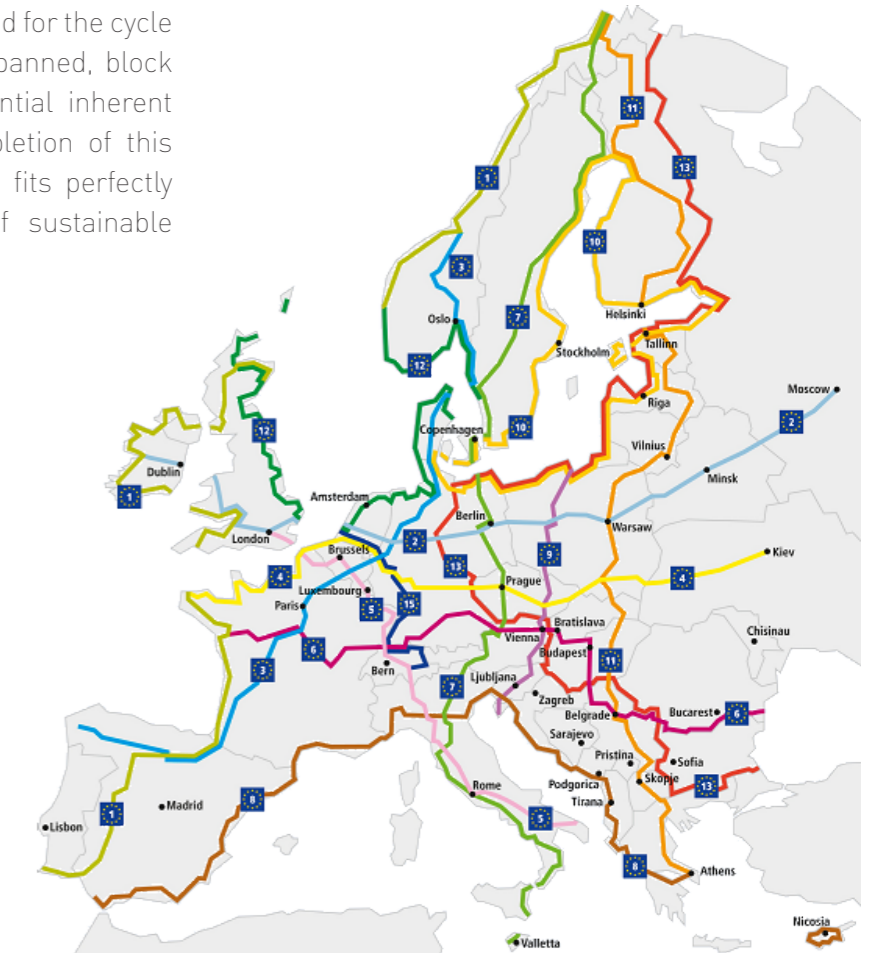 d for the cycle
banned, block
ential inherent
pletion of this
fits perfectly
of sustainable
11
1
13
10
3
7
Oslo
Helsinki
Tallinn
Stockholm
12
Moscow
Riga
2
10
12
Copenhagen
Vilnius
Dublin
Minsk
1
Amsterdam
Berlin
Warsaw
London
2
Brussels
9
Kiev
13
4
4
Prague
Luxembourg
Paris
5
15
Bratislava
Vienna
Chisinau
6
Budapest
11
3
Bern
Ljubljana
7
Zagreb
Belgrade
Bucarest
6
Sarajevo
Pristina
Sofia
Skopje
Podgorica
13
Rome
Tirana
8
Madrid
1
5
Lisbon
8
Athens
Nicosia
Valletta